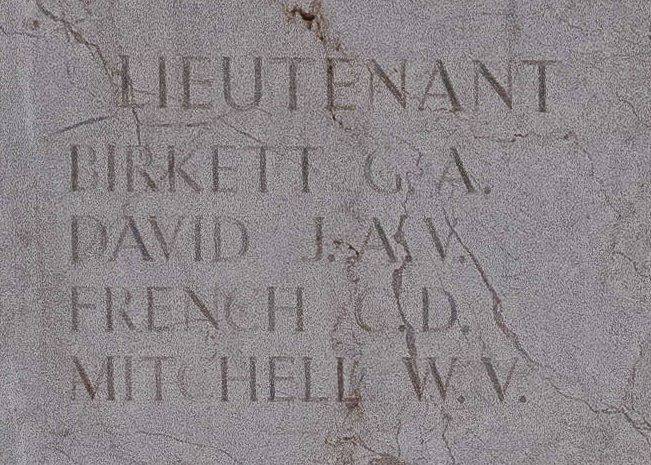 LIEUTENANT
BIRKETT G. A.
DAVID J. A. V.
FRENCH C. D.
MITCHELL W. V.